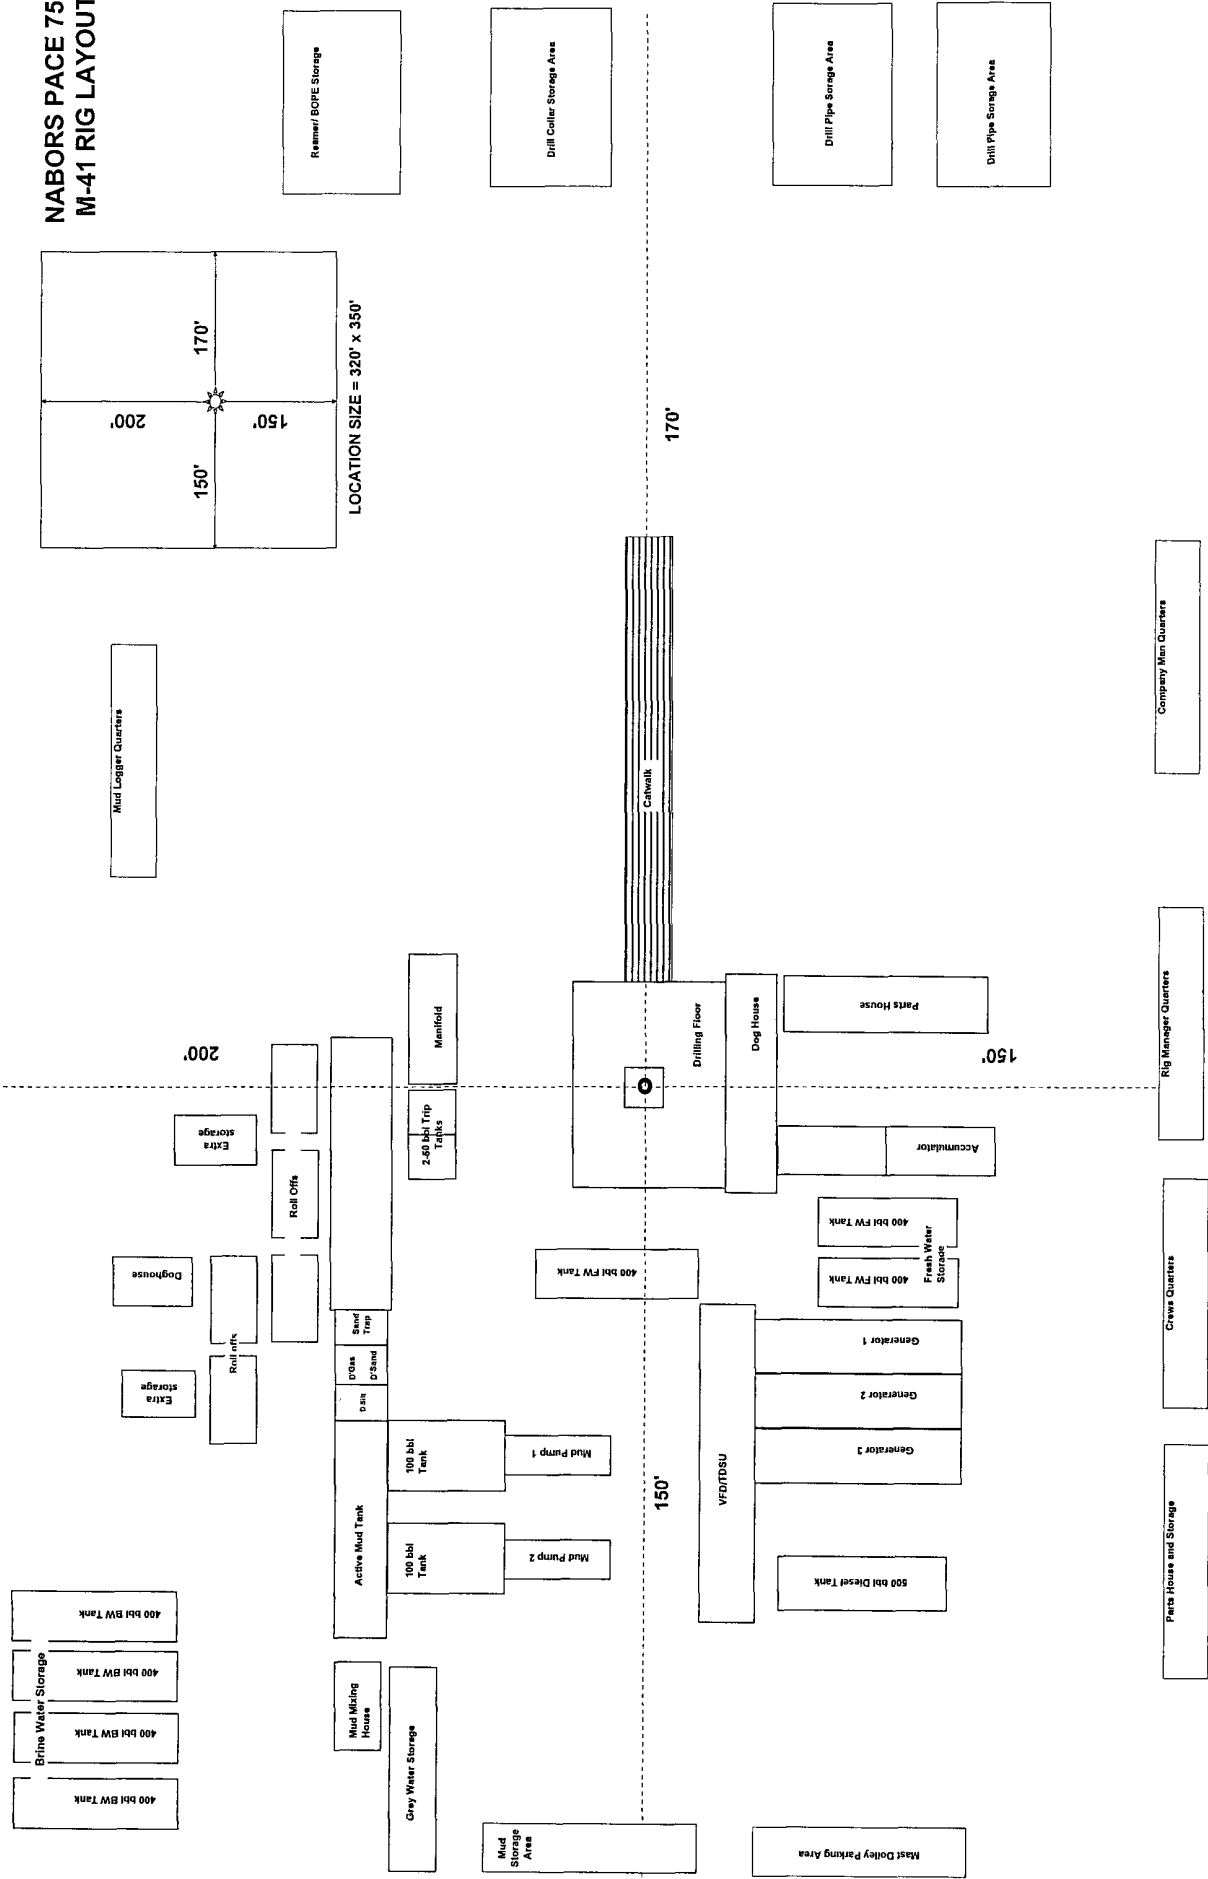 NABORS PACE 75
M-41 RIG LAYOUT
Reamer/ BOPE Storage
Drill Collar Storage Area
Drill Pipe Sorage Area
Drill Pipe Sorage Area
200'
150'
150'
170'
LOCATION SIZE = 320' x 350'
170'
Mud Logger Quarters
Catwalk
Company Man Quarters
200'
Manifold
2-50 bbl Trip
Tanks
Drilling Floor
Dog House
Parts House
150'
Rig Manager Quarters
Extra
storage
Roll Offs
Accumulator
Doghouse
Roll offs
Extra
storage
Sand
Trap
D'Gas
D'Sand
D Silt
400 bbl FW Tank
400 bbl FW Tank
400 bbl FW Tank
Fresh Water
Storage
Crews Quarters
Generator 1
Generator 2
Generator 3
VFD/TDSU
150'
Active Mud Tank
100 bbl
Tank
Mud Pump 1
100 bbl
Tank
Mud Pump 2
500 bbl Diesel Tank
Parts House and Storage
400 bbl BW Tank
400 bbl BW Tank
400 bbl BW Tank
400 bbl BW Tank
Brine Water Storage
Mud Mixing
House
Grey Water Storage
Mud
Storage
Area
Mast Dolley Parking Area